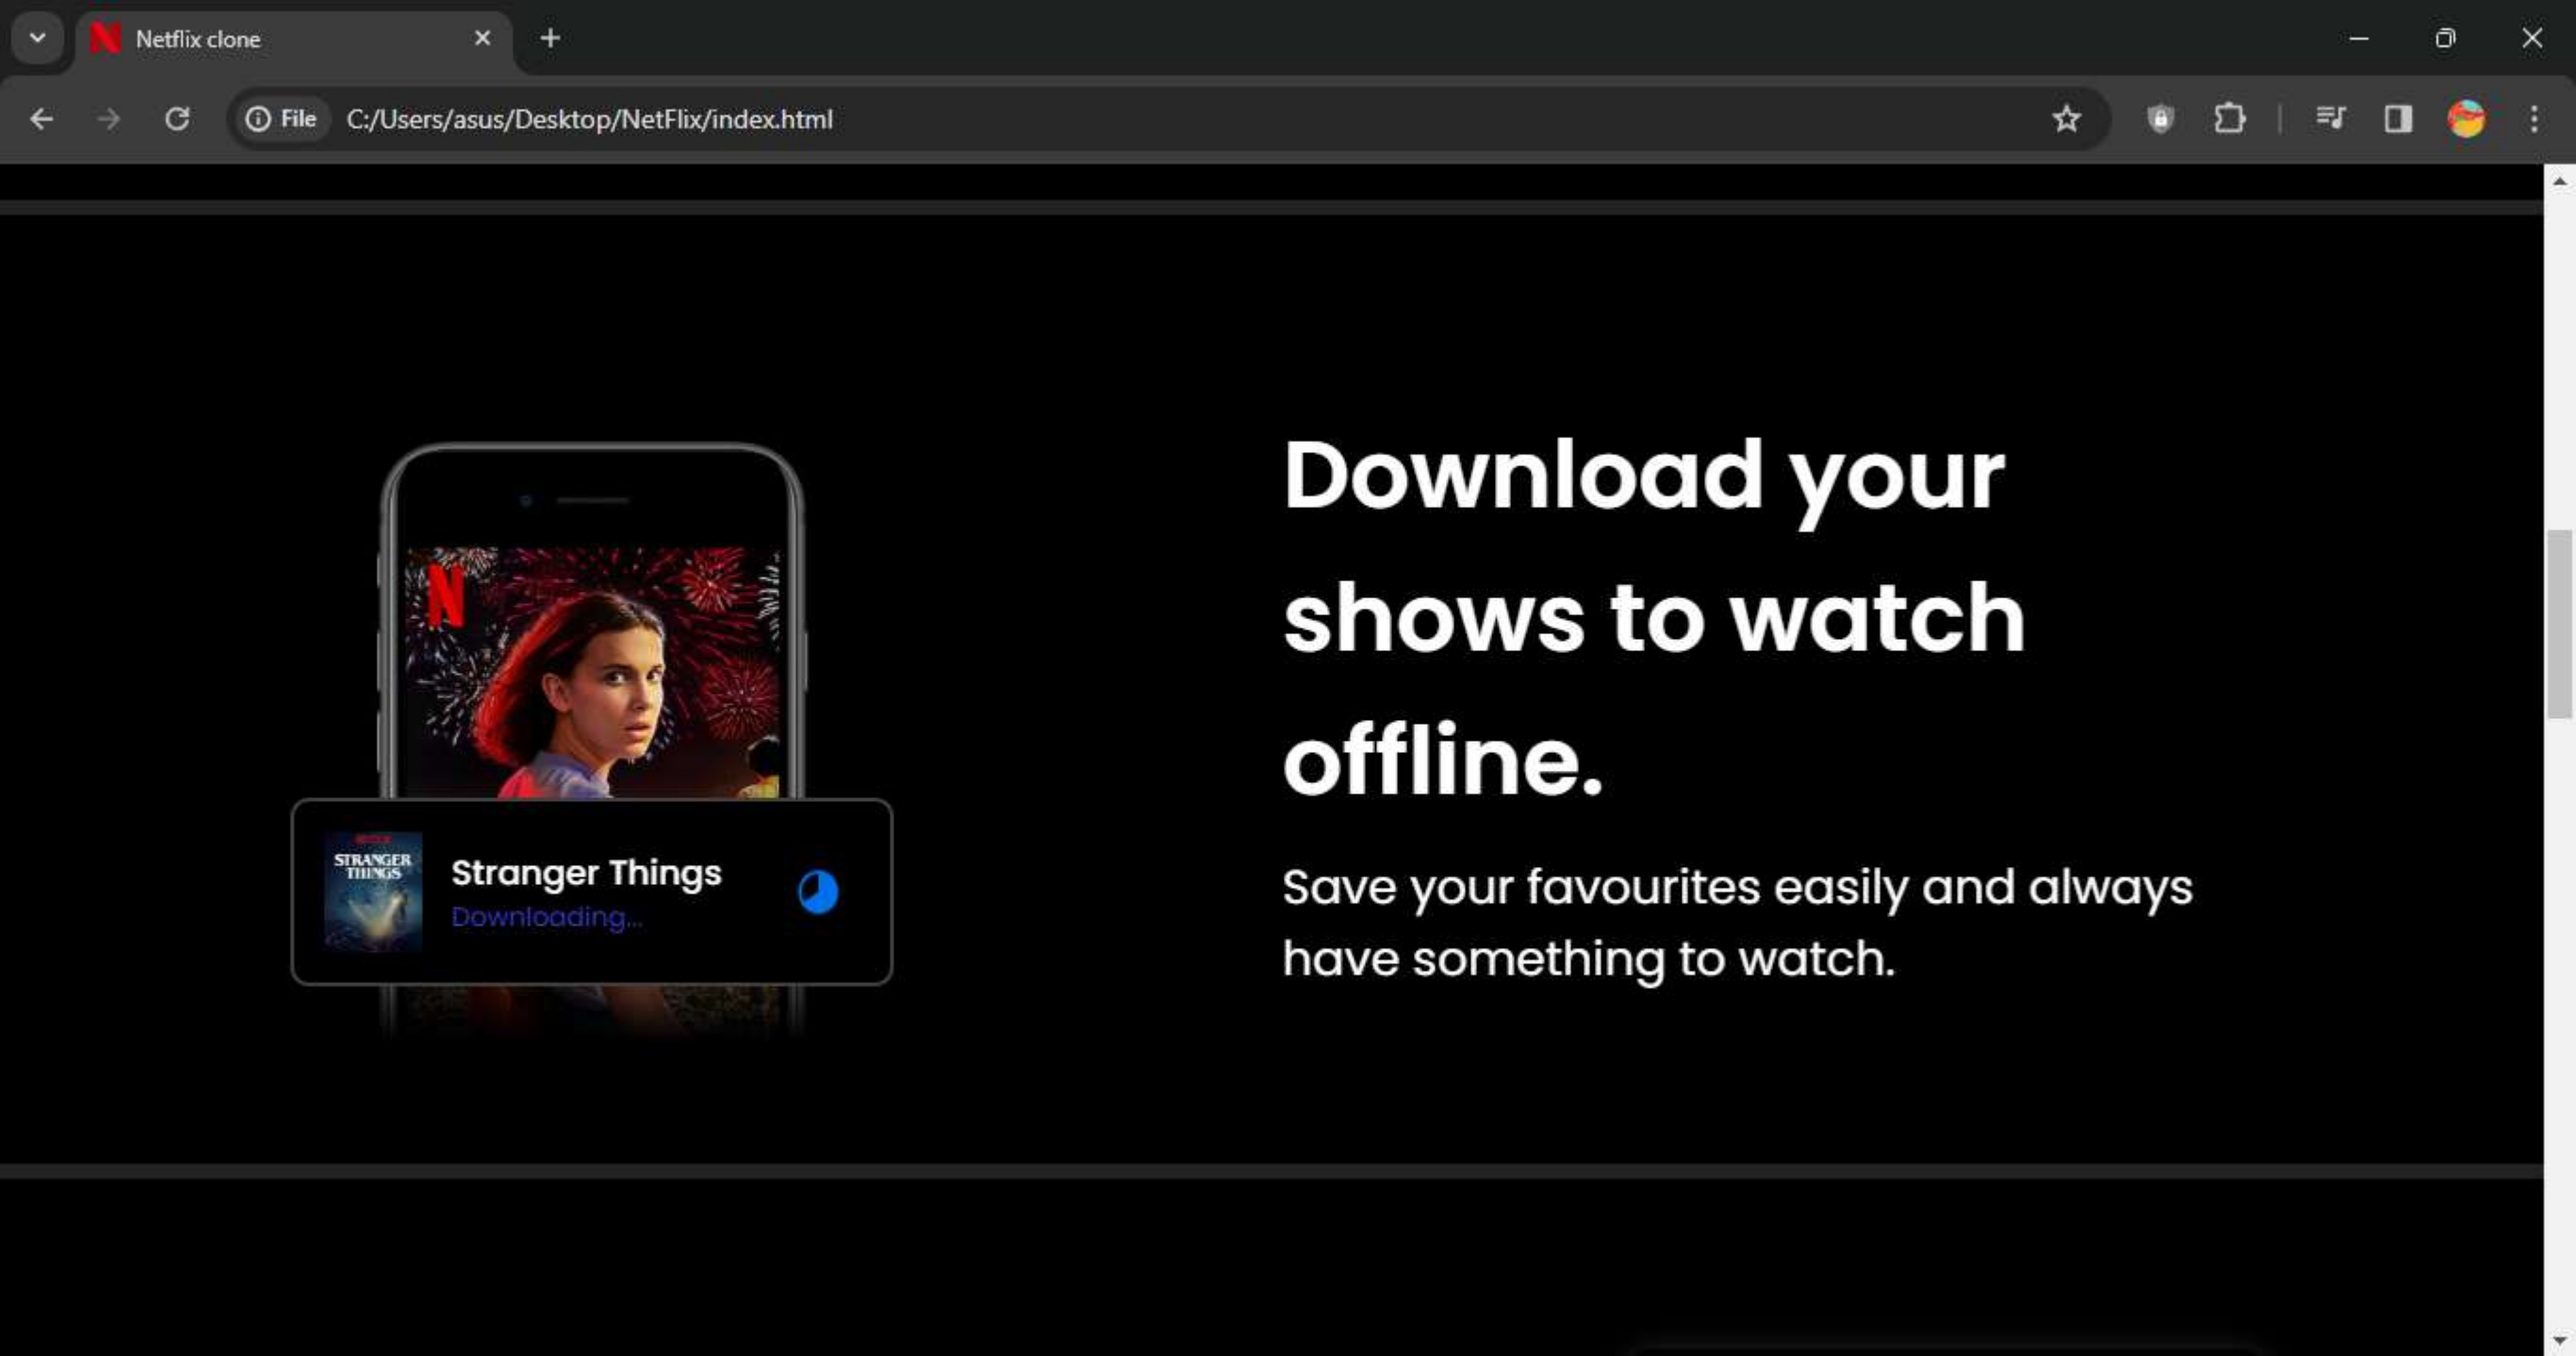 Netflix clone
File C:/Users/asus/Desktop/NetFlix/index.html
Download your
shows to watch
offline.
Save your favourites easily and always
have something to watch.
N
STRANGER
THINGS
Stranger Things
Downloading...